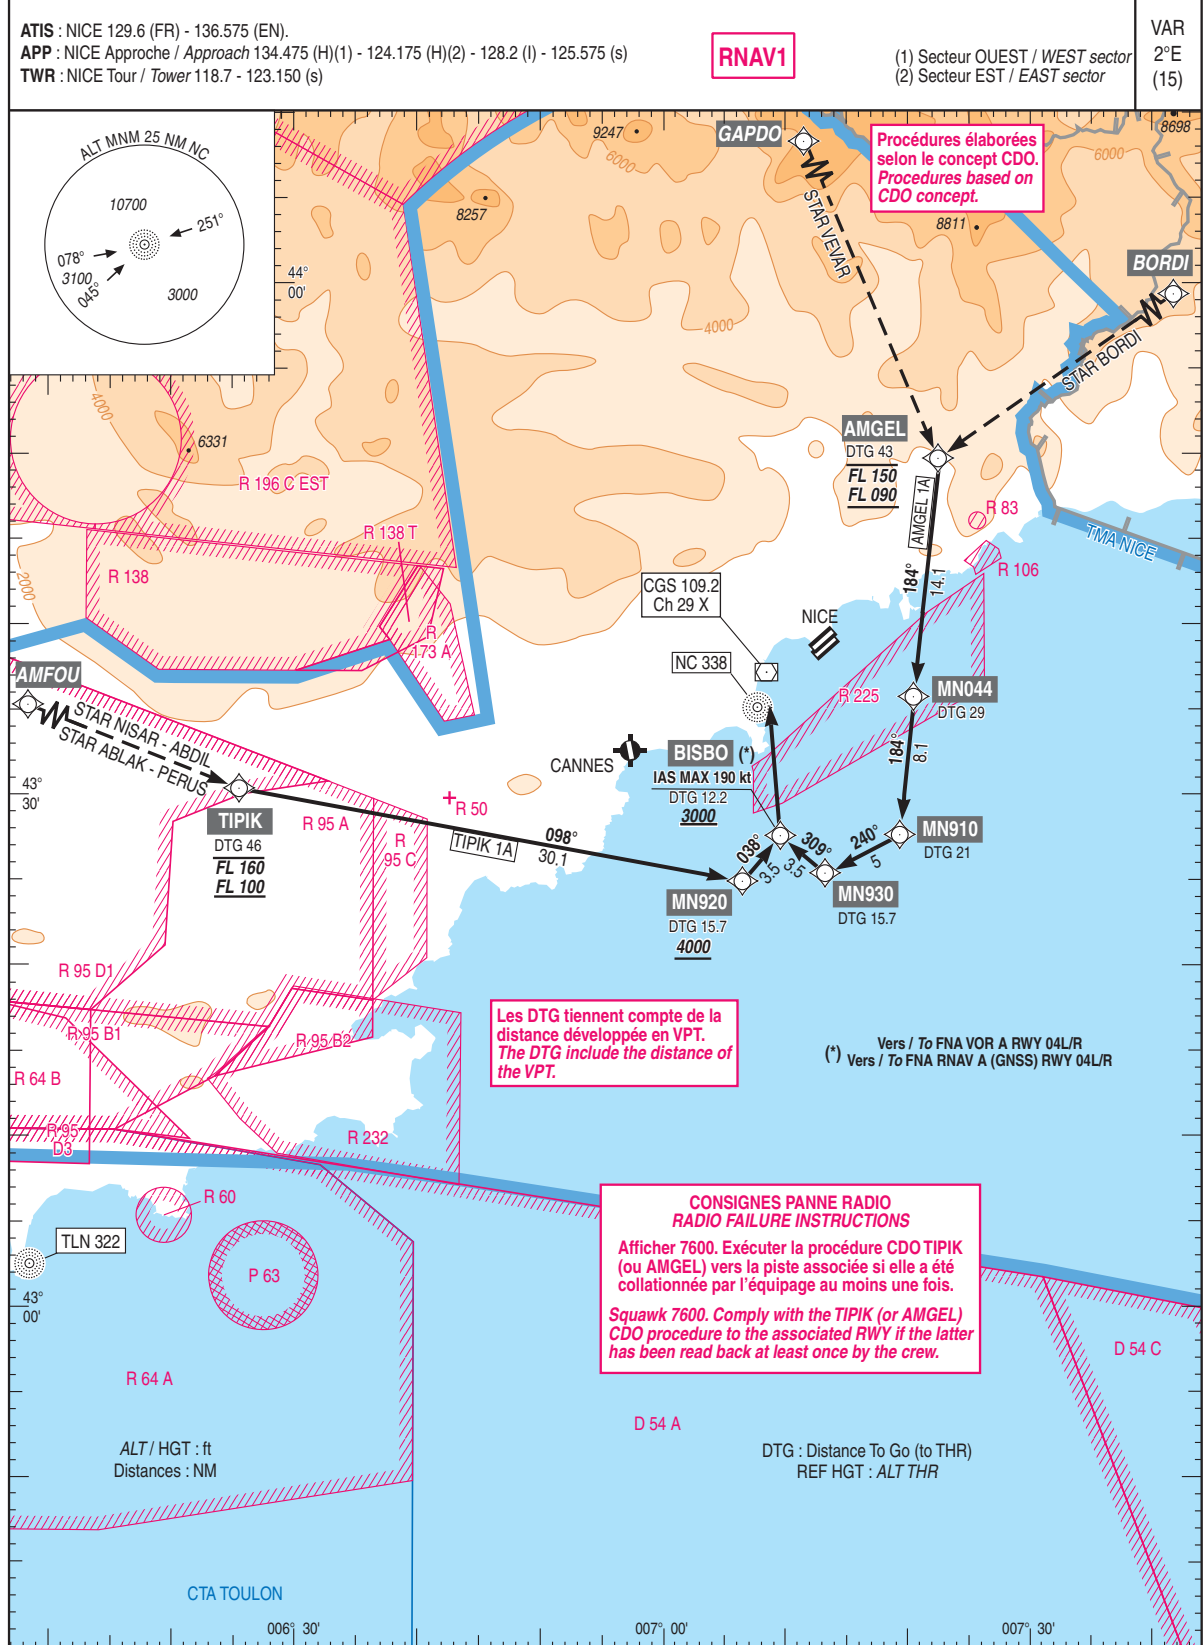 ATIS : NICE 129.6 (FR) - 136.575 (EN).
APP : NICE Approche / Approach 134.475 (H)(1) - 124.175 (H)(2) - 128.2 (I) - 125.575 (s)
TWR : NICE Tour / Tower 118.7 - 123.150 (s)
RNAV1
(1) Secteur OUEST / WEST sector
(2) Secteur EST / EAST sector
VAR
2°E
(15)
ALT MNM 25 NM NC
10700
251°
078°
3100
045°
3000
44°
00'
9247
6000
8257
GAPDO
Procédures élaborées
selon le concept CDO.
Procedures based on
CDO concept.
8698
6000
8811
STAR VEVAR
BORDI
STAR BORDI
4000
4000
6331
R 196 C EST
AMGEL
DTG 43
FL 150
FL 090
AMGEL 1A
R 83
TMA NICE
R 138 T
R 138
2000
R
173 A
184°
14.1
R 106
CGS 109.2
Ch 29 X
NICE
NC 338
R 225
MN044
DTG 29
AMFOU
STAR NISAR - ABDIL
STAR ABLAK - PERUS
CANNES
BISBO (*)
IAS MAX 190 kt
DTG 12.2
3000
184°
8.1
43°
30'
TIPIK
DTG 46
FL 160
FL 100
R 95 A
R
95 C
R 50
TIPIK 1A
098°
30.1
038°
3.5
309°
3.5
240°
5
MN910
DTG 21
MN920
DTG 15.7
4000
MN930
DTG 15.7
R 95 D1
R 95 B1
R 95 B2
R 64 B
R 95
D3
R 232
Les DTG tiennent compte de la
distance développée en VPT.
The DTG include the distance of
the VPT.
(*) Vers / To FNA VOR A RWY 04L/R
Vers / To FNA RNAV A (GNSS) RWY 04L/R
R 60
TLN 322
P 63
43°
00'
CONSIGNES PANNE RADIO
RADIO FAILURE INSTRUCTIONS
Afficher 7600. Exécuter la procédure CDO TIPIK
(ou AMGEL) vers la piste associée si elle a été
collationnée par l'équipage au moins une fois.
Squawk 7600. Comply with the TIPIK (or AMGEL)
CDO procedure to the associated RWY if the latter
has been read back at least once by the crew.
D 54 C
R 64 A
D 54 A
ALT / HGT : ft
Distances : NM
DTG : Distance To Go (to THR)
REF HGT : ALT THR
CTA TOULON
006° 30'
007° 00'
007° 30'